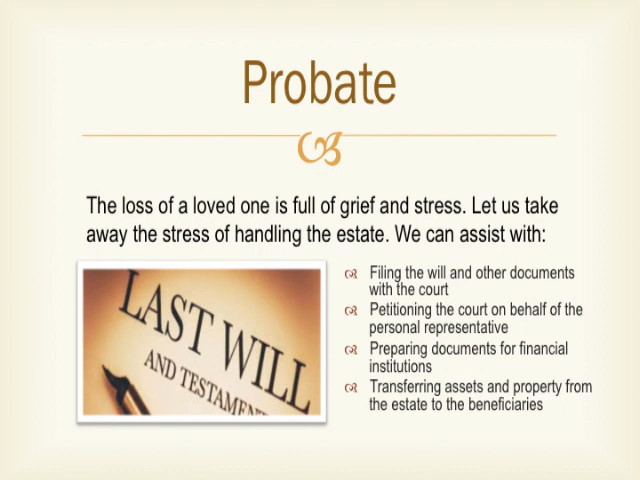 Probate
The loss of a loved one is full of grief and stress. Let us take
away the stress of handling the estate. We can assist with:
Filing the will and other documents
with the court
Petitioning the court on behalf of the
personal representative
Preparing documents for financial
institutions
Transferring assets and property from
the estate to the beneficiaries
LAST WILL
AND TESTAMENT